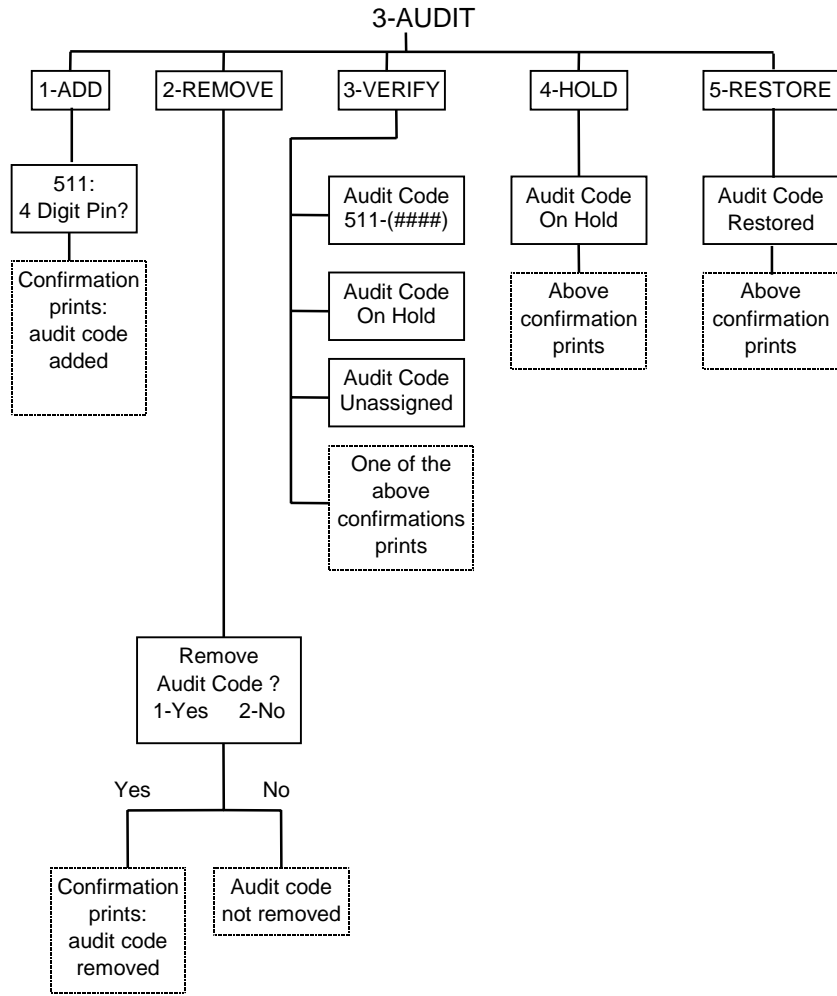 3-AUDIT
1-ADD
2-REMOVE
3-VERIFY
4-HOLD
5-RESTORE
511:
4 Digit Pin?
Confirmation
prints:
audit code
added
Audit Code
511-(####)
Audit Code
On Hold
Audit Code
Unassigned
One of the
above
confirmations
prints
Audit Code
On Hold
Above
confirmation
prints
Audit Code
Restored
Above
confirmation
prints
Remove
Audit Code ?
1-Yes 2-No
Yes
No
Confirmation
prints:
audit code
removed
Audit code
not removed